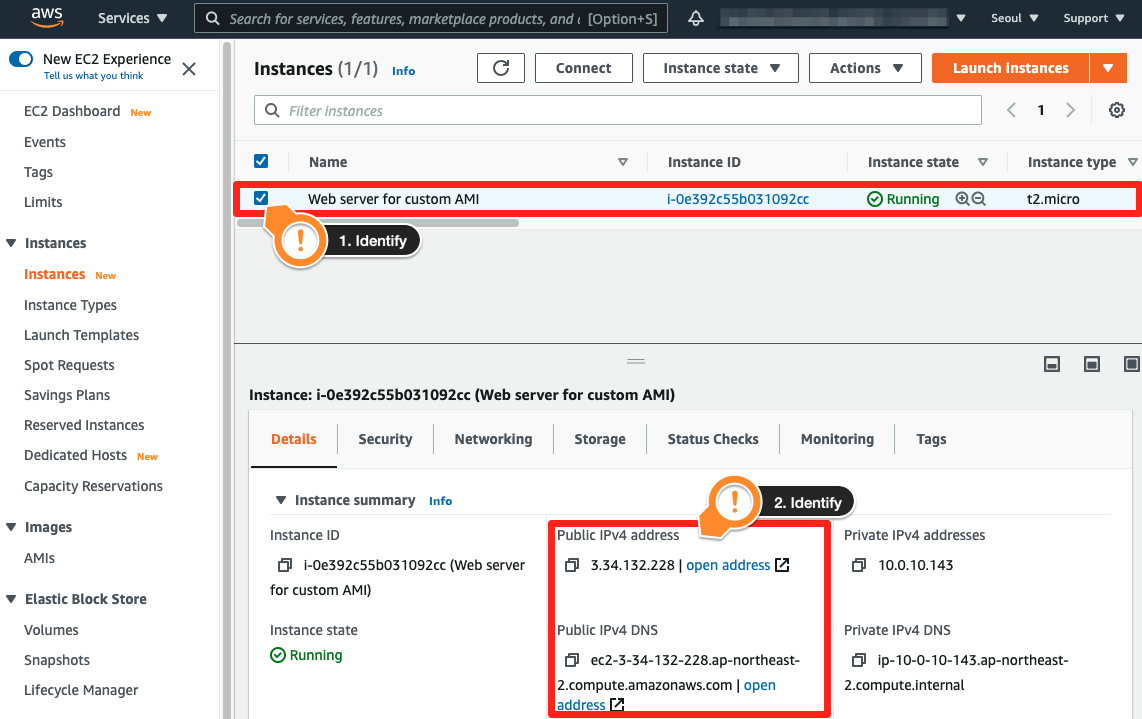 aws Services Search for services, features, marketplace products, and [Option+S] Seoul Support
New EC2 Experience
Tell us what you think
EC2 Dashboard New
Events
Tags
Limits
Instances
Instances New
Instance Types
Launch Templates
Spot Requests
Savings Plans
Reserved Instances
Dedicated Hosts New
Capacity Reservations
Images
AMIs
Elastic Block Store
Volumes
Snapshots
Lifecycle Manager
Instances (1/1) Info Connect Instance state Actions Launch instances
Filter instances 1
Name Instance ID Instance state Instance type
Web server for custom AMI i-0e392c55b031092cc Running t2.micro
! 1. Identify
Instance: i-0e392c55b031092cc (Web server for custom AMI)
Details Security Networking Storage Status Checks Monitoring Tags
Instance summary Info
! 2. Identify
Instance ID
i-0e392c55b031092cc (Web server
for custom AMI)
Instance state
Running
Public IPv4 address
3.34.132.228 | open address
Public IPv4 DNS
ec2-3-34-132-228.ap-northeast-
2.compute.amazonaws.com | open
address
Private IPv4 addresses
10.0.10.143
Private IPv4 DNS
ip-10-0-10-143.ap-northeast-
2.compute.internal